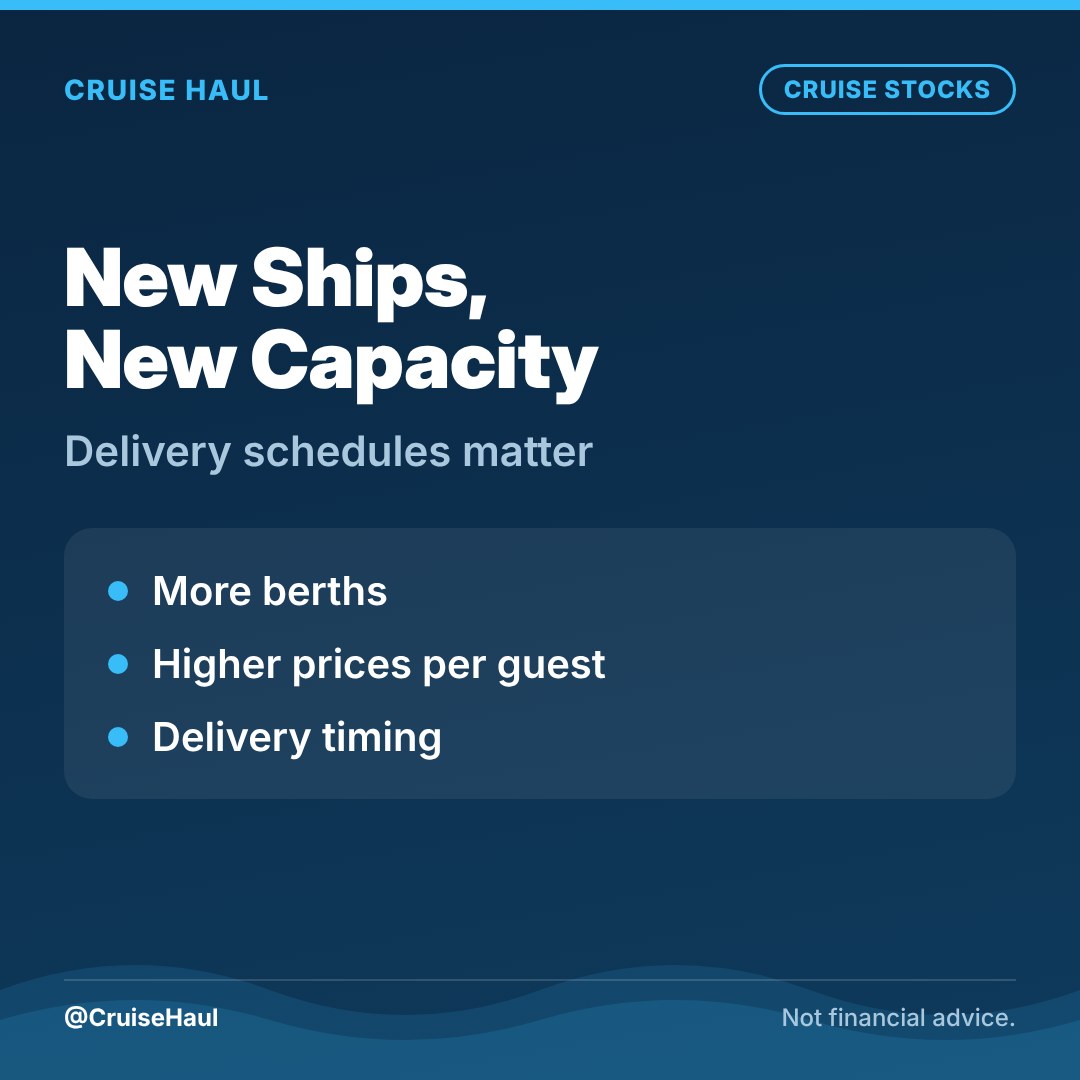 CRUISE HAUL
CRUISE STOCKS
New Ships,
New Capacity
Delivery schedules matter
More berths
Higher prices per guest
Delivery timing
@CruiseHaul
Not financial advice.